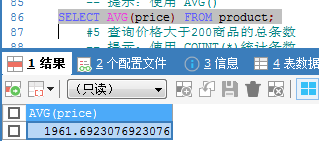 -- 提示：使用 AVG()
86 SELECT AVG(price) FROM product;
87 #5 查询价格大于200商品的总条数
-- 提示：使用 COUNT(*)统计条数
1 结果 2 个配置文件 3 信息 4 表数据
（只读）
AVG(price)
1961.6923076923076